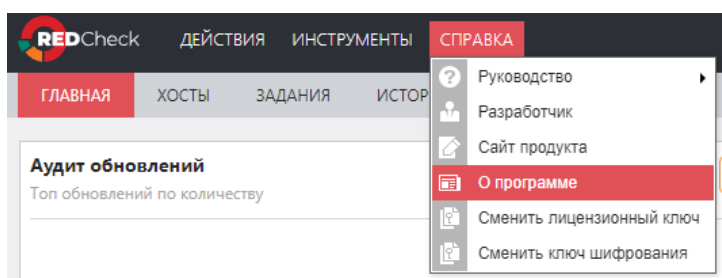 REDCheck ДЕЙСТВИЯ ИНСТРУМЕНТЫ СПРАВКА
ГЛАВНАЯ ХОСТЫ ЗАДАНИЯ ИСТОР
Руководство
Разработчик
Сайт продукта
О программе
Сменить лицензионный ключ
Сменить ключ шифрования
Аудит обновлений
Топ обновлений по количеству